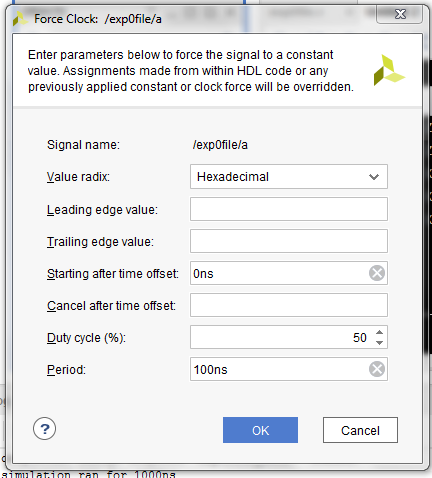 Force Clock: /exp0file/a
Enter parameters below to force the signal to a constant
value. Assignments made from within HDL code or any
previously applied constant or clock force will be overridden.
Signal name: /exp0file/a
Value radix: Hexadecimal
Leading edge value:
Trailing edge value:
Starting after time offset: 0ns
Cancel after time offset:
Duty cycle (%): 50
Period: 100ns
? OK Cancel
simulation ran for 1000ns